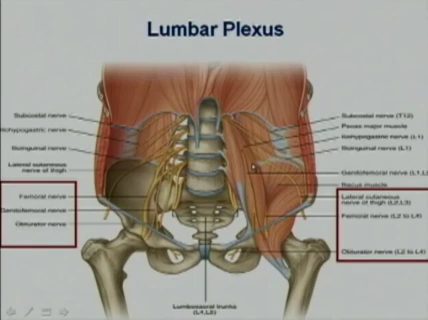 Lumbar Plexus
Subcostal nerve
Iliohypogastric nerve
Ilioinguinal nerve
Lateral cutaneous
nerve of thigh
Femoral nerve
Genitofemoral nerve
Obturator nerve
Subcostal nerve (T12)
Psoas major muscle
Iliohypogastric nerve (L1)
Ilioinguinal nerve (L1)
Genitofemoral nerve (L1,L
Iliacus muscle
Lateral cutaneous
nerve of thigh (L2,L3)
Femoral nerve (L2 to L4)
Obturator nerve (L2 to L4)
Lumbosacral trunks
(L4,L5)